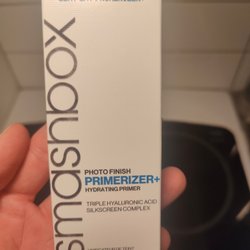 smashbox
PHOTO FINISH
PRIMERIZER+
HYDRATING PRIMER
TRIPLE HYALURONIC ACID
SILKSCREEN COMPLEX